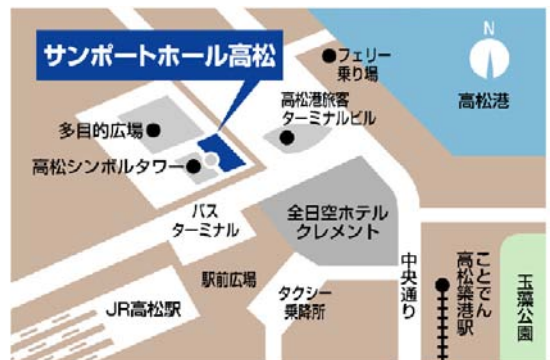 サンポートホール高松
N
フェリー
乗り場
高松港
高松港旅客
ターミナルビル
多目的広場
高松シンボルタワー
バス
ターミナル
全日空ホテル
クレメント
駅前広場
タクシー
乗降所
JR高松駅
中央通り
ことでん
高松築港駅
玉藻公園